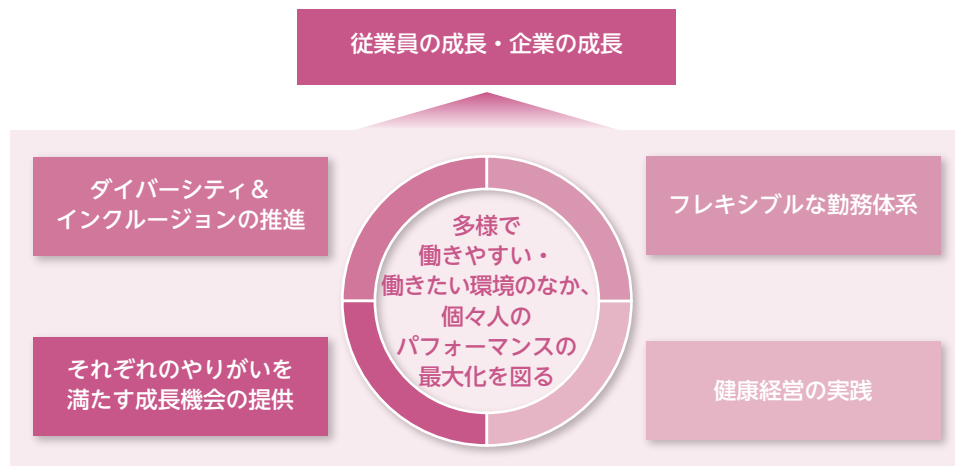 従業員の成長・企業の成長
ダイバーシティ＆
インクルージョンの推進
フレキシブルな勤務体系
多様で
働きやすい・
働きたい環境のなか、
個々人の
パフォーマンスの
最大化を図る
それぞれのやりがいを
満たす成長機会の提供
健康経営の実践